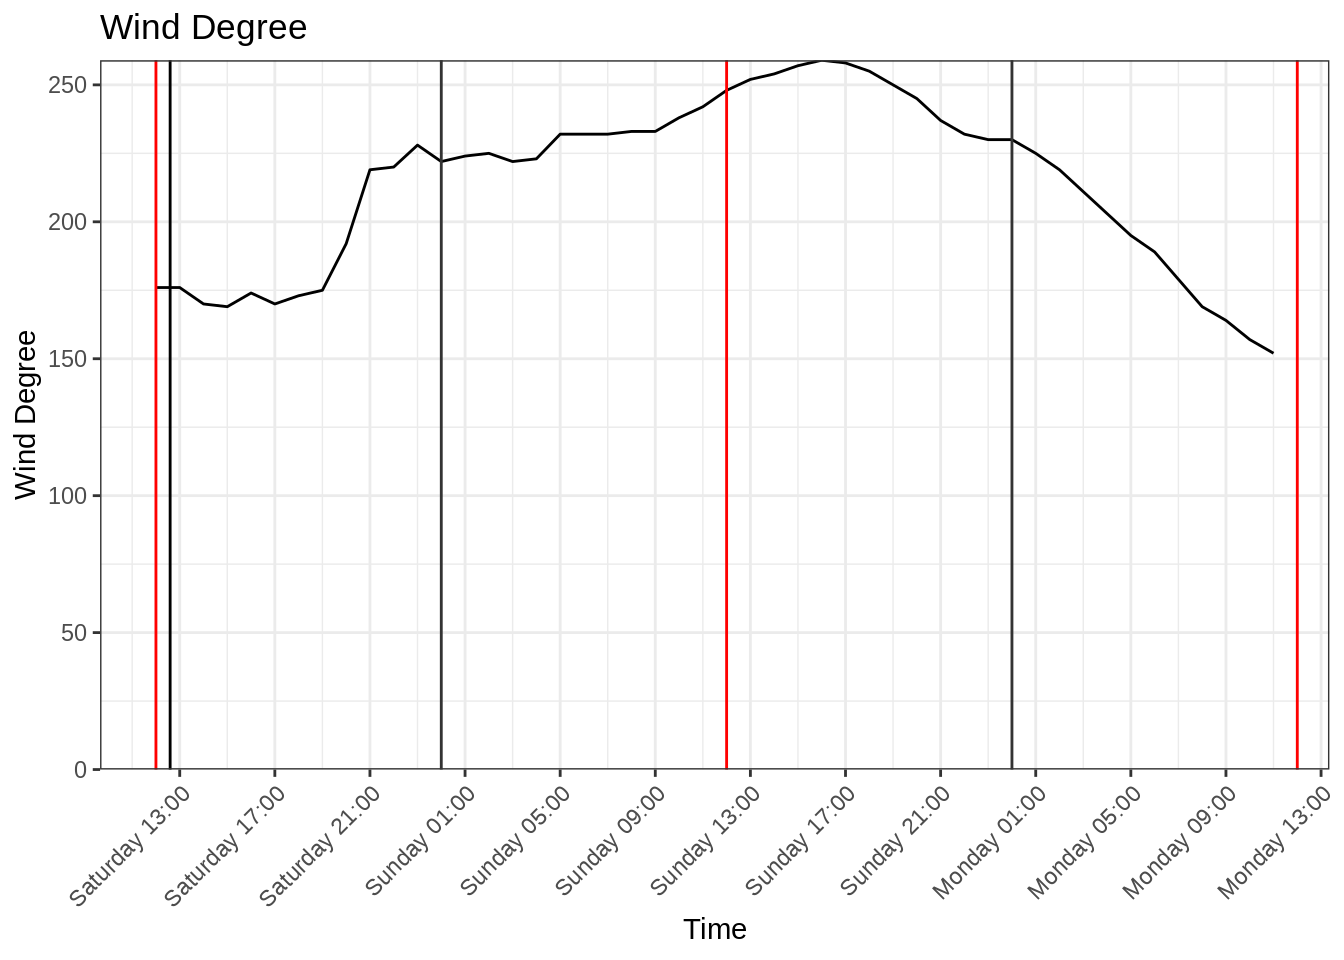 Wind Degree
250
200
150
100
50
0
Wind Degree
Saturday 13:00
Saturday 17:00
Saturday 21:00
Sunday 01:00
Sunday 05:00
Sunday 09:00
Sunday 13:00
Sunday 17:00
Sunday 21:00
Monday 01:00
Monday 05:00
Monday 09:00
Monday 13:00
Time